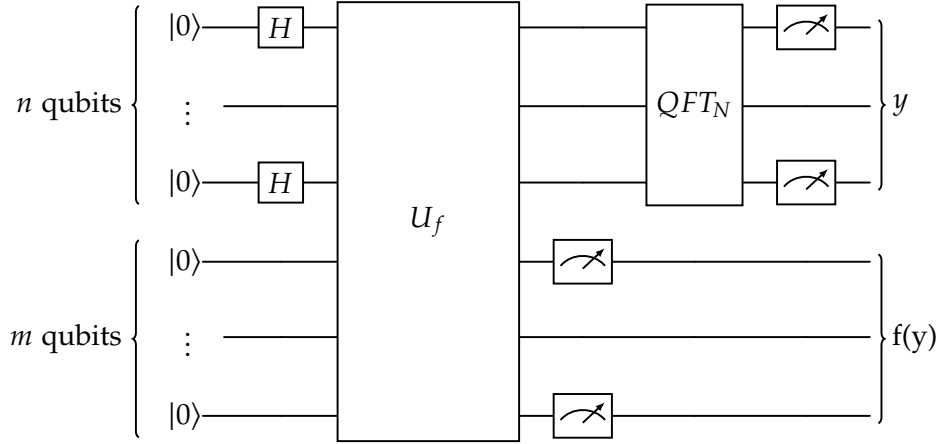 |0⟩ H
n qubits ⋮ QFT_N y
|0⟩ H
U_f
|0⟩
m qubits ⋮ f(y)
|0⟩